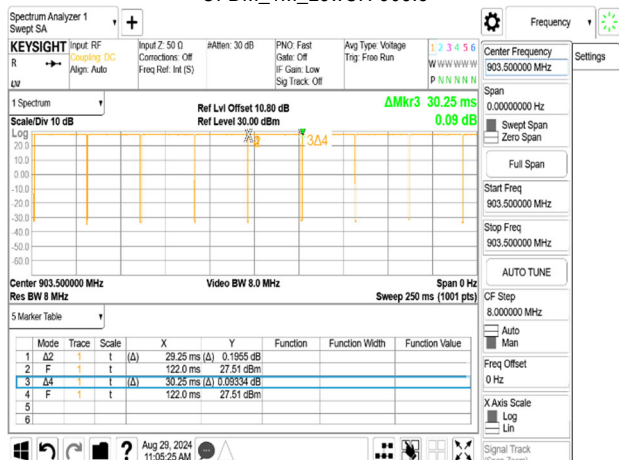 Spectrum Analyzer 1
Swept SA
+
Frequency
KEYSIGHT
R
Input: RF
Coupling: DC
Align: Auto
Input Z: 50 Ω
Corrections: Off
Freq Ref: Int (S)
#Atten: 30 dB
PNO: Fast
Gate: Off
IF Gain: Low
Sig Track: Off
Avg Type: Voltage
Trig: Free Run
1 2 3 4 5 6
W W W W W W
P N N N N N
1 Spectrum
Scale/Div 10 dB
Ref Lvl Offset 10.80 dB
Ref Level 30.00 dBm
ΔMkr3 30.25 ms
0.09 dB
Log
20.0
10.0
0.00
-10.0
-20.0
-30.0
-40.0
-50.0
-60.0
3Δ4
Center 903.500000 MHz
Res BW 8 MHz
Video BW 8.0 MHz
Span 0 Hz
Sweep 250 ms (1001 pts)
5 Marker Table
Mode Trace Scale X Y Function Function Width Function Value
1 Δ2 1 t (Δ) 29.25 ms (Δ) 0.1955 dB
2 F 1 t 122.0 ms 27.51 dBm
3 Δ4 1 t (Δ) 30.25 ms (Δ) 0.09334 dB
4 F 1 t 122.0 ms 27.51 dBm
5
6
Aug 29, 2024
11:05:25 AM
Center Frequency
903.500000 MHz
Settings
Span
0.00000000 Hz
Swept Span
Zero Span
Full Span
Start Freq
903.500000 MHz
Stop Freq
903.500000 MHz
AUTO TUNE
CF Step
8.000000 MHz
Auto
Man
Freq Offset
0 Hz
X Axis Scale
Log
Lin
Signal Track